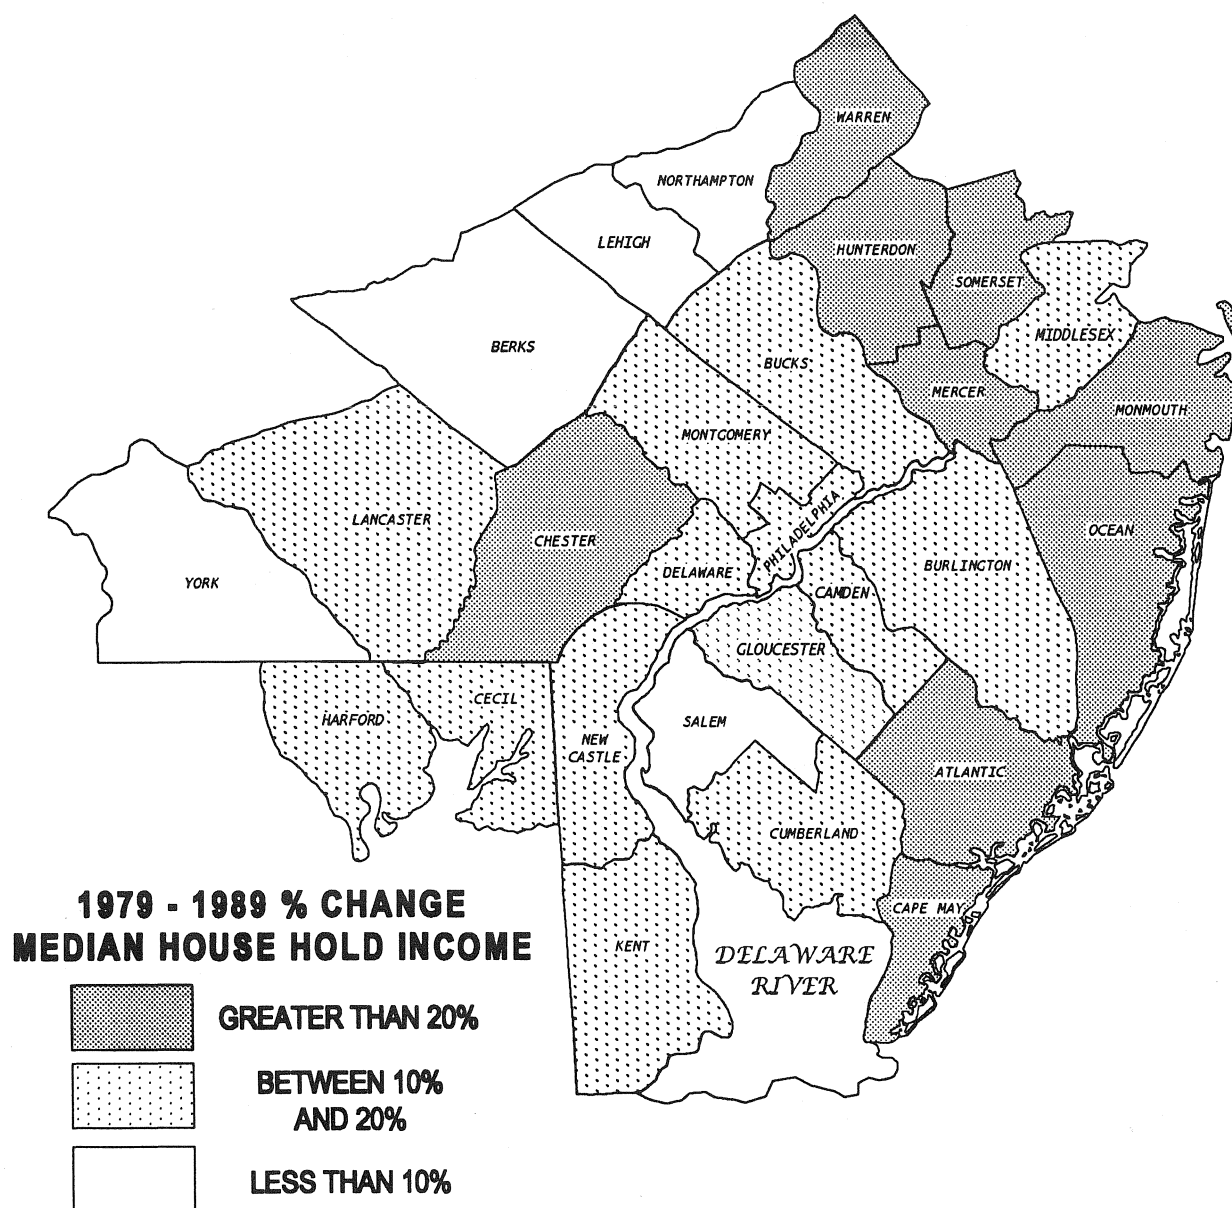 WARREN
NORTHAMPTON
LEHIGH
HUNTERDON
SOMERSET
MIDDLESEX
BERKS
BUCKS
MERCER
MONMOUTH
MONTGOMERY
LANCASTER
CHESTER
PHILADELPHIA
OCEAN
YORK
DELAWARE
CAMDEN
BURLINGTON
GLOUCESTER
HARFORD
CECIL
NEW
CASTLE
SALEM
ATLANTIC
CUMBERLAND
CAPE MAY
KENT
DELAWARE
RIVER
1979 - 1989 % CHANGE
MEDIAN HOUSE HOLD INCOME
GREATER THAN 20%
BETWEEN 10%
AND 20%
LESS THAN 10%